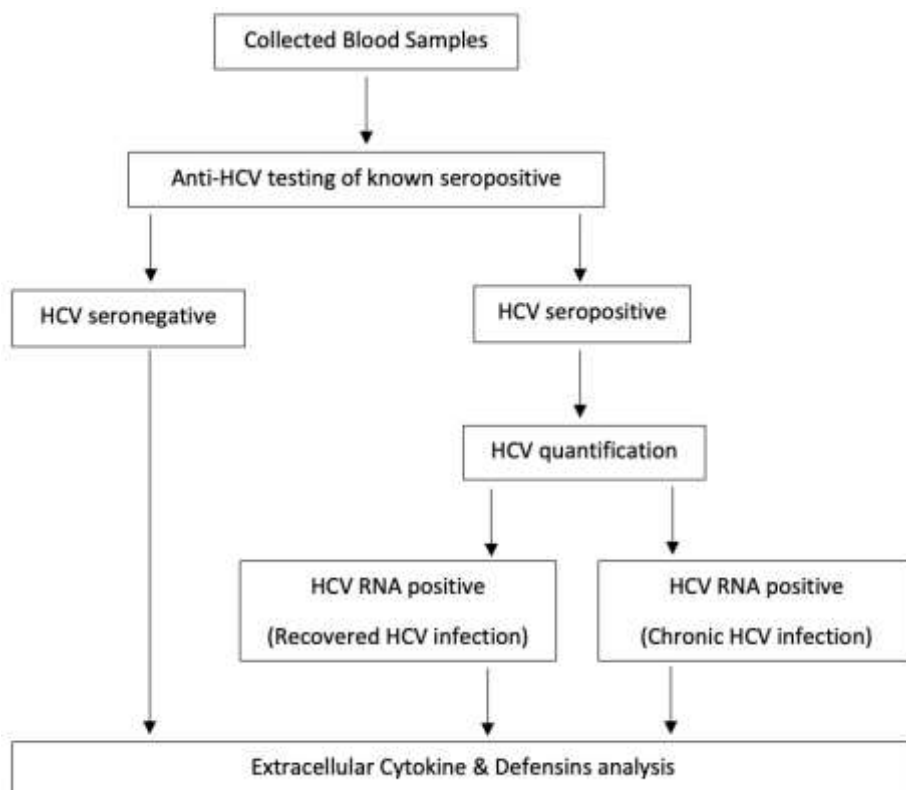 Collected Blood Samples
Anti-HCV testing of known seropositive
HCV seronegative
HCV seropositive
HCV quantification
HCV RNA positive
(Recovered HCV infection)
HCV RNA positive
(Chronic HCV infection)
Extracellular Cytokine & Defensins analysis